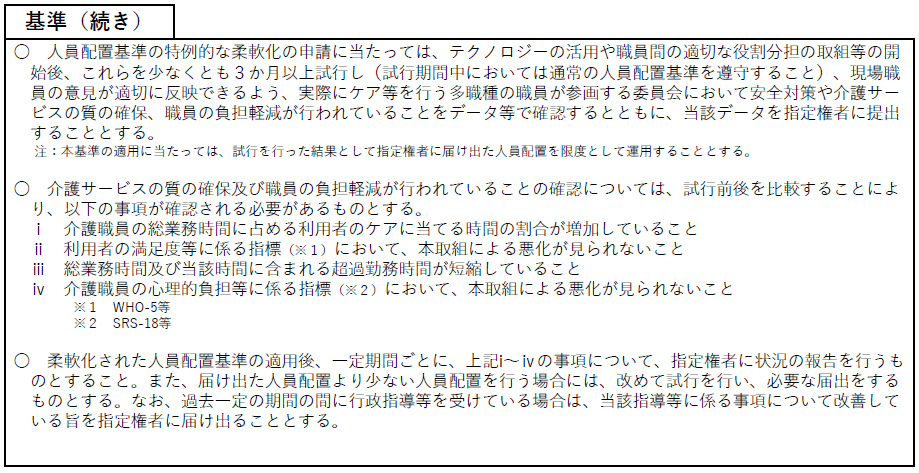 基準（続き）
○　人員配置基準の特例的な柔軟化の申請に当たっては、テクノロジーの活用や職員間の適切な役割分担の取組等の開
始後、これらを少なくとも３か月以上試行し（試行期間中においては通常の人員配置基準を遵守すること）、現場職
員の意見が適切に反映できるよう、実際にケア等を行う多職種の職員が参画する委員会において安全対策や介護サー
ビスの質の確保、職員の負担軽減が行われていることをデータ等で確認するとともに、当該データを指定権者に提出
することとする。
注：本基準の適用に当たっては、試行を行った結果として指定権者に届け出た人員配置を限度として運用することとする。
○　介護サービスの質の確保及び職員の負担軽減が行われていることの確認については、試行前後を比較することによ
り、以下の事項が確認される必要があるものとする。
ⅰ　介護職員の総業務時間に占める利用者のケアに当てる時間の割合が増加していること
ⅱ　利用者の満足度等に係る指標（※１）において、本取組による悪化が見られないこと
ⅲ　総業務時間及び当該時間に含まれる超過勤務時間が短縮していること
ⅳ　介護職員の心理的負担等に係る指標（※２）において、本取組による悪化が見られないこと
※１　WHO-5等
※２　SRS-18等
○　柔軟化された人員配置基準の適用後、一定期間ごとに、上記ⅰ～ⅳの事項について、指定権者に状況の報告を行うも
のとすること。また、届け出た人員配置より少ない人員配置を行う場合には、改めて試行を行い、必要な届出をする
ものとする。なお、過去一定の期間の間に行政指導等を受けている場合は、当該指導等に係る事項について改善して
いる旨を指定権者に届け出ることとする。